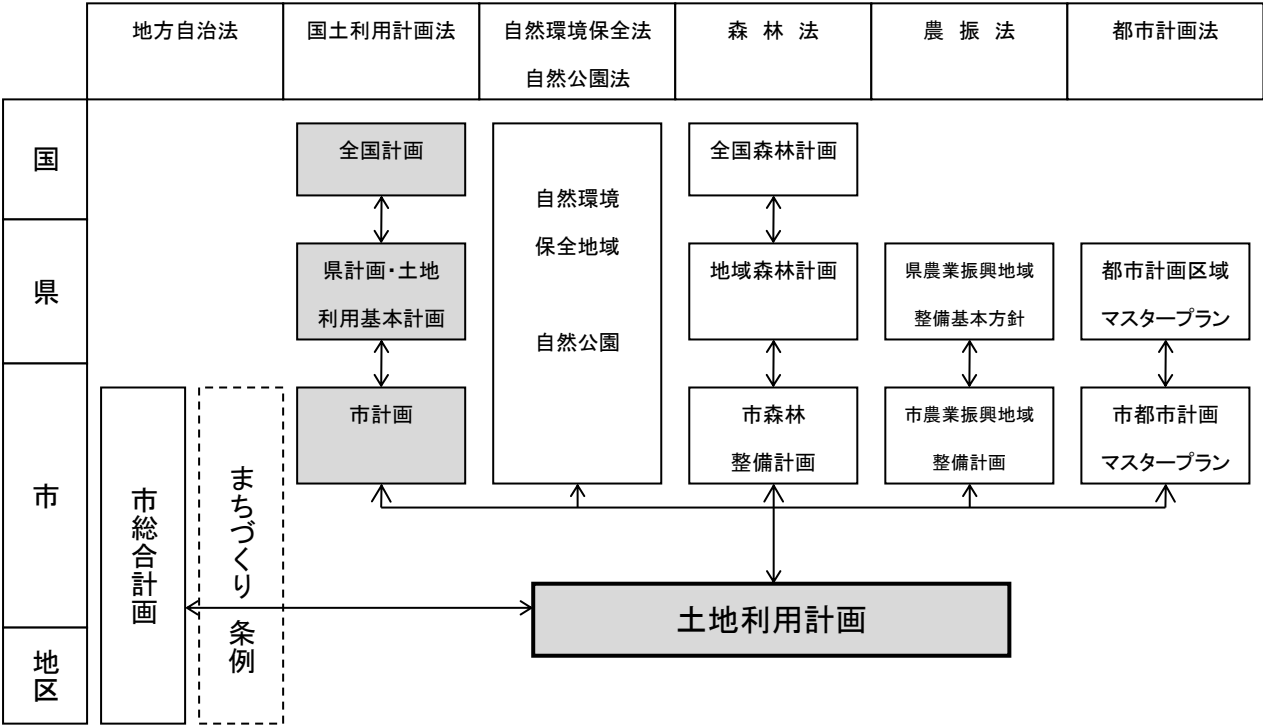 地方自治法
国土利用計画法
自然環境保全法
自然公園法
森林法
農振法
都市計画法
国
全国計画
全国森林計画
自然環境
保全地域
自然公園
県
県計画・土地
利用基本計画
地域森林計画
県農業振興地域
整備基本方針
都市計画区域
マスタープラン
市
市計画
市森林
整備計画
市農業振興地域
整備計画
市都市計画
マスタープラン
市総合計画
まちづくり条例
土地利用計画
地区